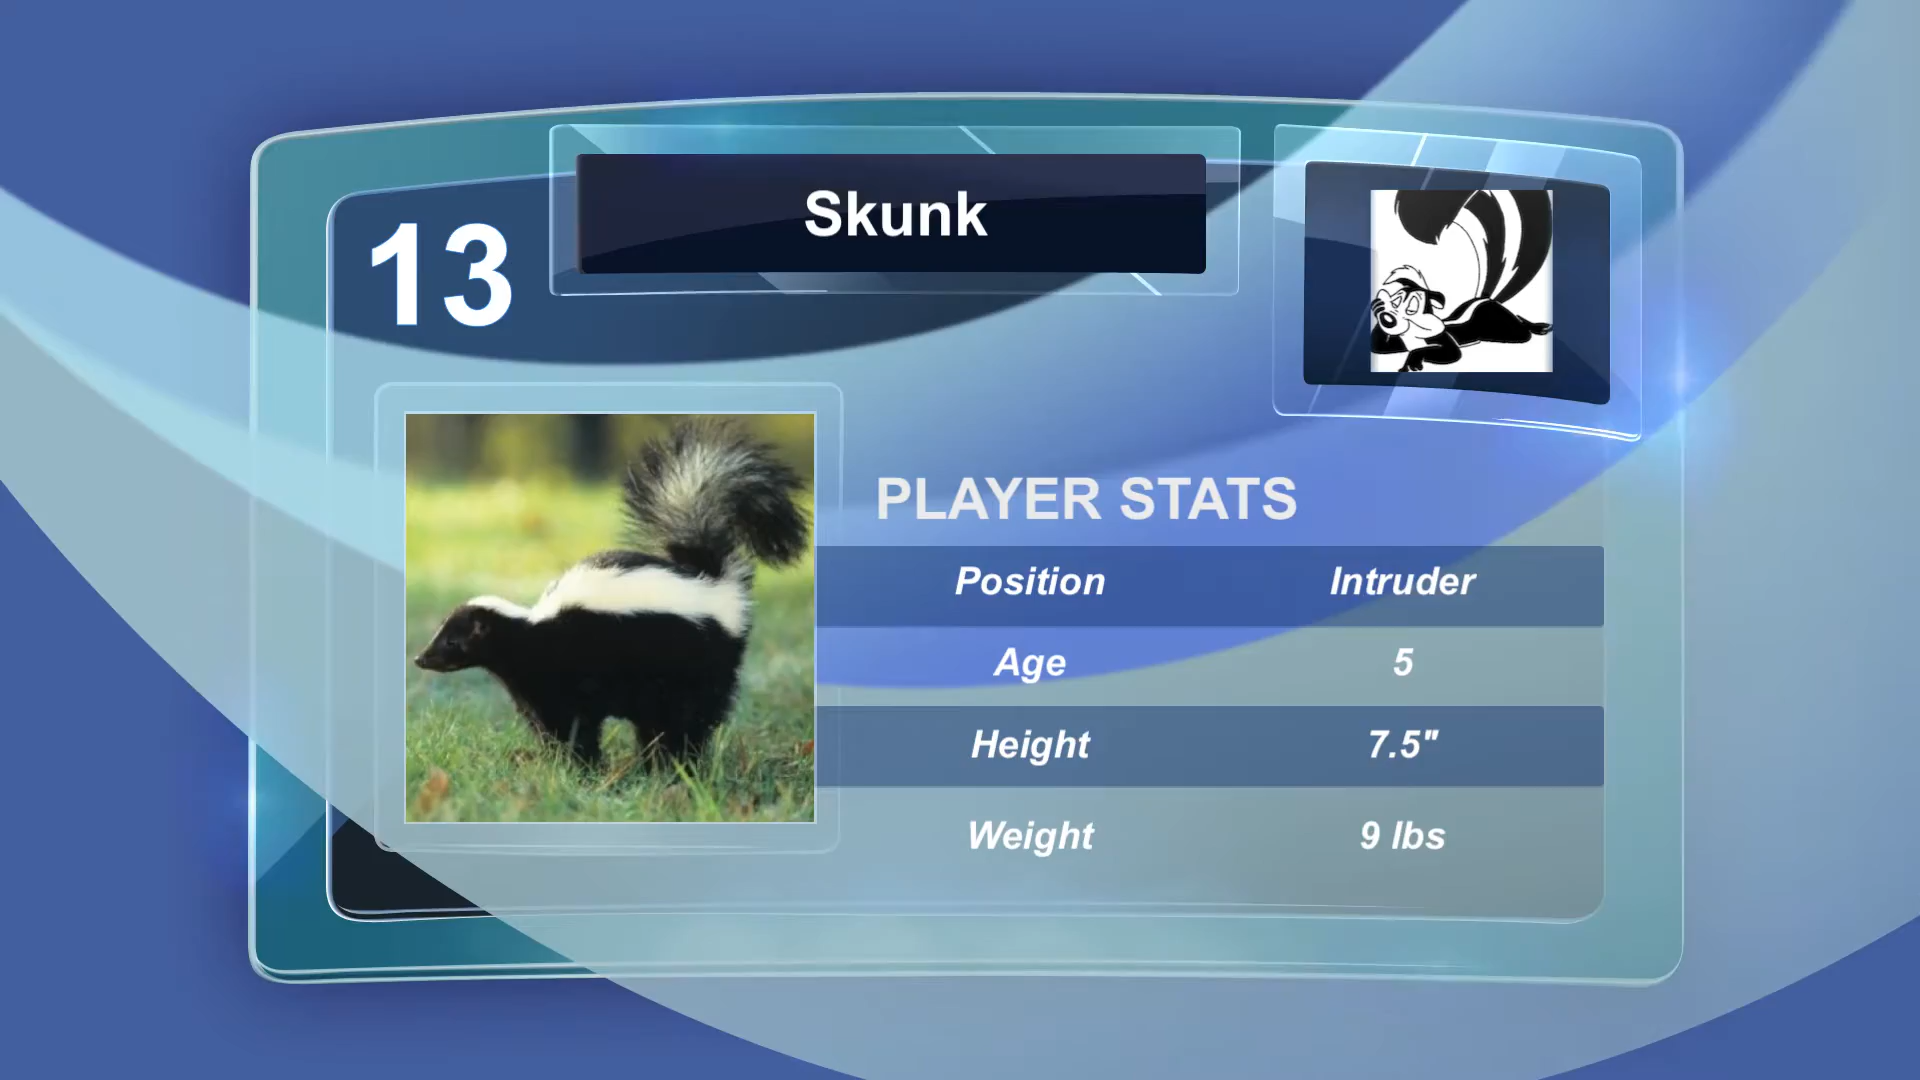 13
Skunk
PLAYER STATS
Position Intruder
Age 5
Height 7.5"
Weight 9 lbs